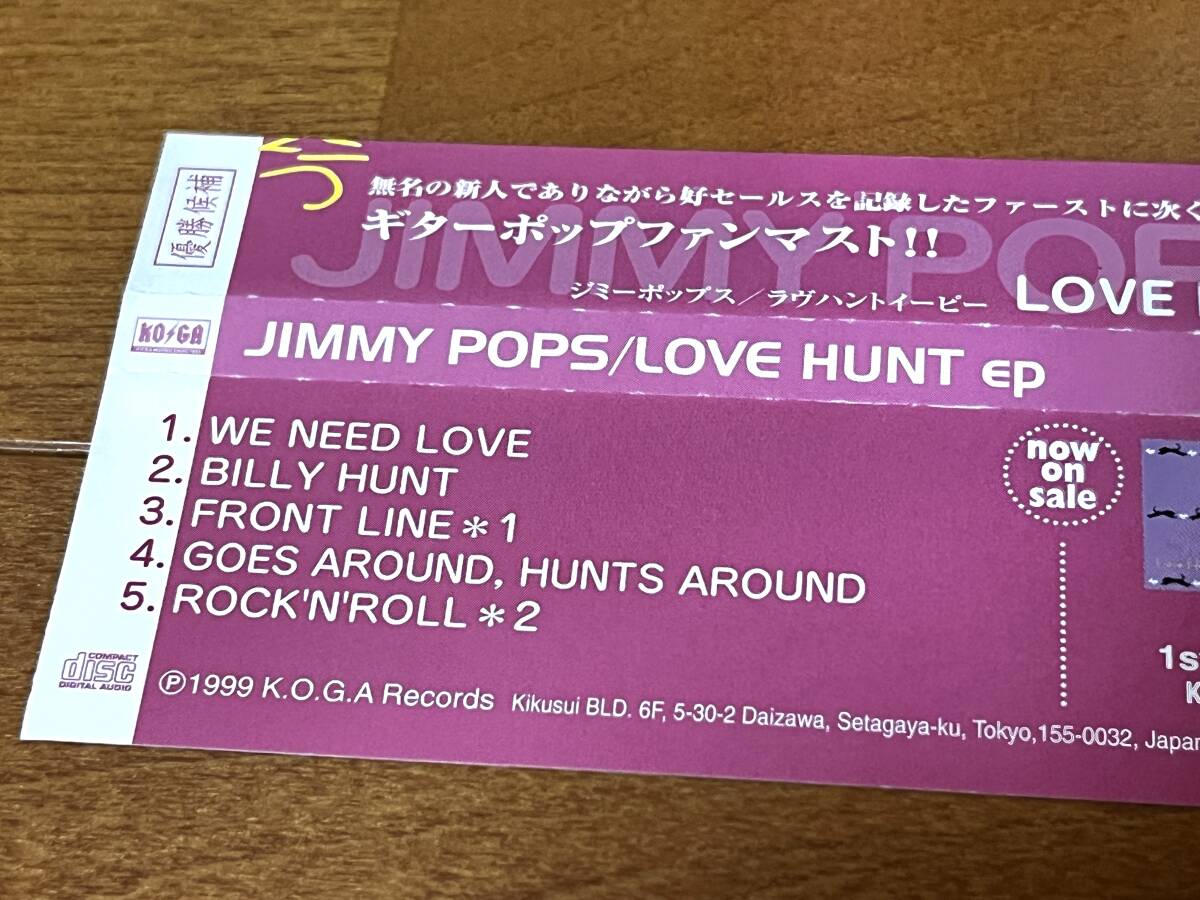 優勝候補
無名の新人でありながら好セールスを記録したファーストに次ぐ
ギターポップファンマスト!!
JIMMY POP
ジミーポップス/ラヴハントイーピー LOVE
KOGA
JIMMY POPS/LOVE HUNT EP
1. WE NEED LOVE
2. BILLY HUNT
3. FRONT LINE*1
4. GOES AROUND, HUNTS AROUND
5. ROCK'N'ROLL*2
now
on
sale
COMPACT
disc
DIGITAL AUDIO
℗1999 K.O.G.A Records Kikusui BLD. 6F, 5-30-2 Daizawa, Setagaya-ku, Tokyo,155-0032, Japan